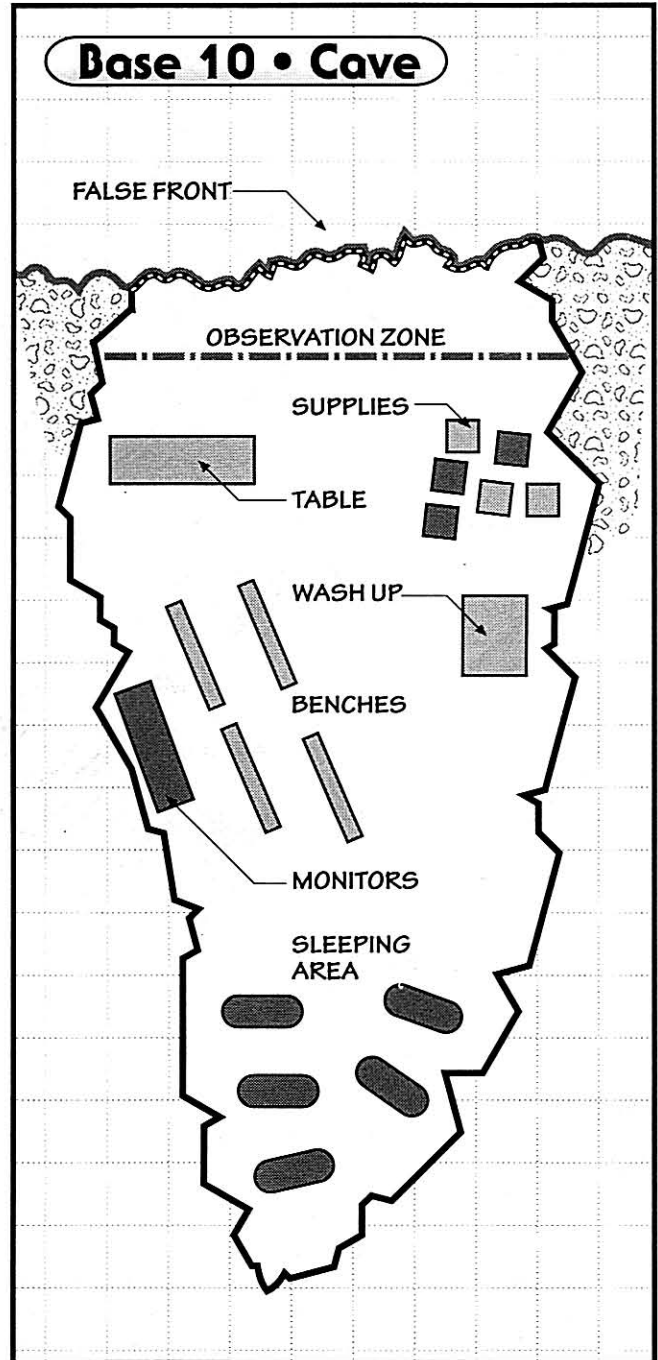 Base 10 • Cave
FALSE FRONT
OBSERVATION ZONE
SUPPLIES
TABLE
WASH UP
BENCHES
MONITORS
SLEEPING
AREA